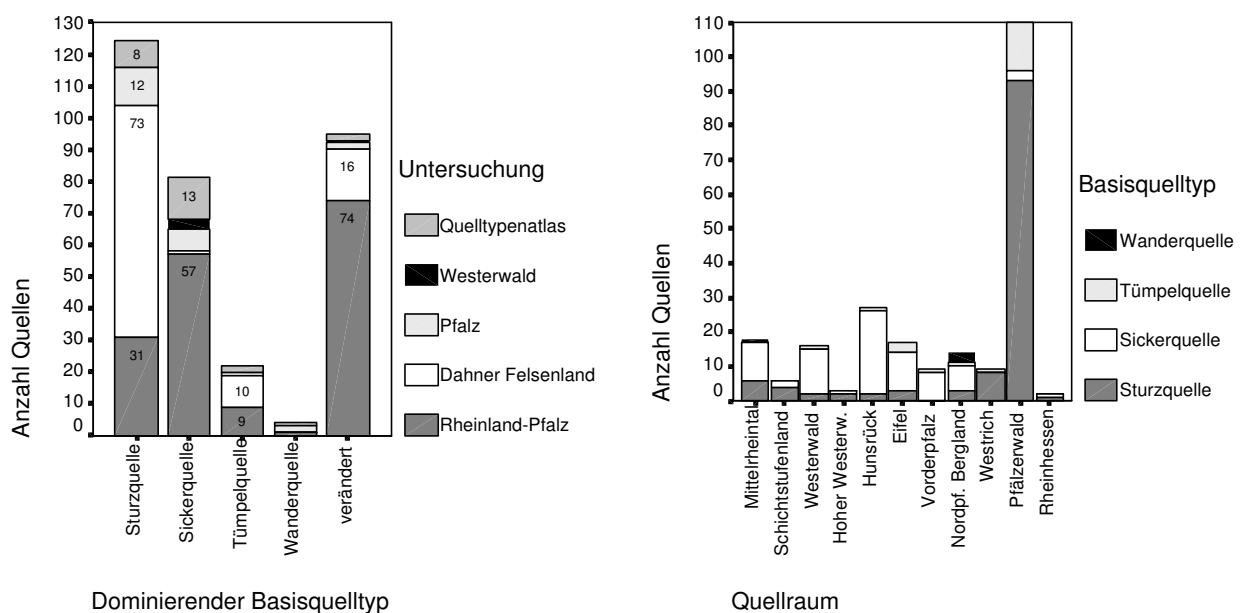 Anzahl Quellen
130
120
110
100
90
80
70
60
50
40
30
20
10
0
8
12
73
31
13
57
10
9
16
74
Sturzquelle
Sickerquelle
Tümpelquelle
Wanderquelle
verändert
Dominierender Basisquelltyp
Untersuchung
Quelltypenatlas
Westerwald
Pfalz
Dahner Felsenland
Rheinland-Pfalz
Anzahl Quellen
110
100
90
80
70
60
50
40
30
20
10
0
Mittelrheintal
Schichtstufenland
Westerwald
Hoher Westerw.
Hunsrück
Eifel
Vorderpfalz
Nordpf. Bergland
Westrich
Pfälzerwald
Rheinhessen
Quellraum
Basisquelltyp
Wanderquelle
Tümpelquelle
Sickerquelle
Sturzquelle